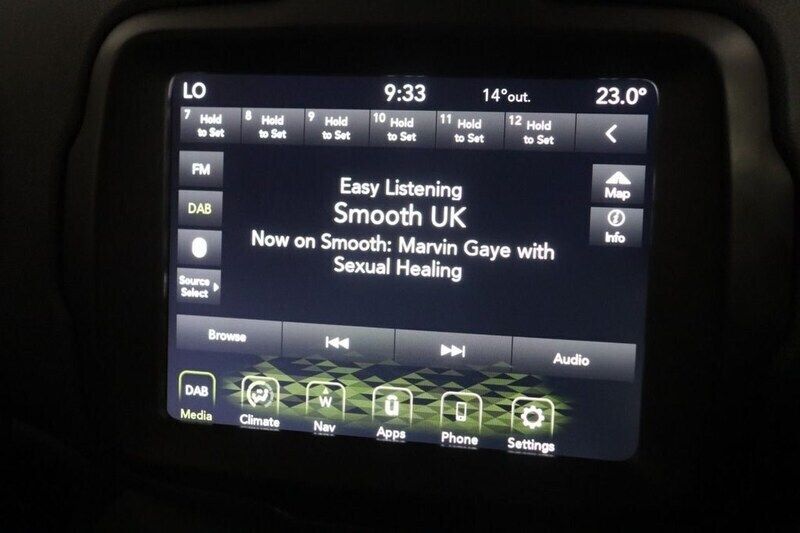 LO 9:33 14°out. 23.0°
7 Hold to Set 8 Hold to Set 9 Hold to Set 10 Hold to Set 11 Hold to Set 12 Hold to Set
FM
DAB
Source Select
Map
Info
Easy Listening
Smooth UK
Now on Smooth: Marvin Gaye with
Sexual Healing
Browse Audio
DAB W
Media Climate Nav Apps Phone Settings